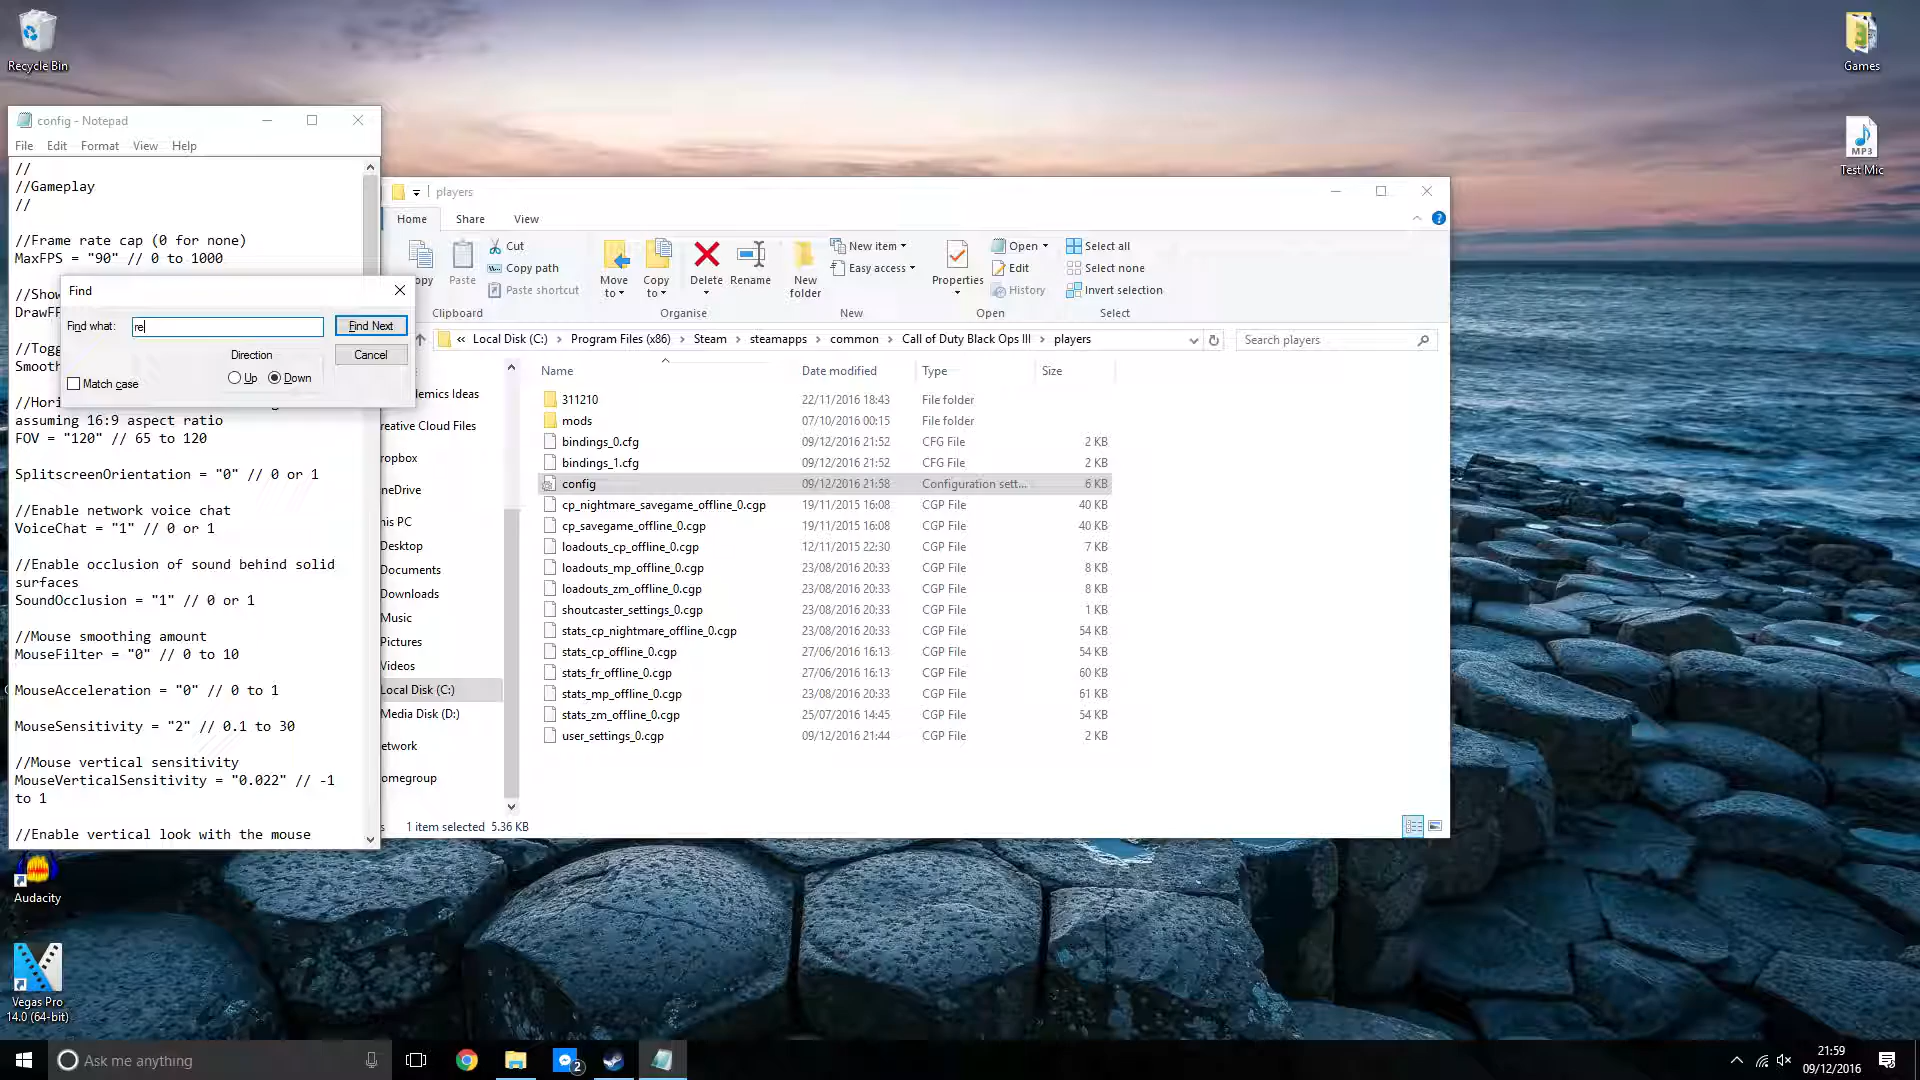 Recycle Bin
Games
MP3
Test Mic
config - Notepad
File Edit Format View Help
//
//Gameplay
//
//Frame rate cap (0 for none)
MaxFPS = "90" // 0 to 1000
//Show
DrawFP
//Togg
Smooth
//Hori
assuming 16:9 aspect ratio
FOV = "120" // 65 to 120
SplitscreenOrientation = "0" // 0 or 1
//Enable network voice chat
VoiceChat = "1" // 0 or 1
//Enable occlusion of sound behind solid
surfaces
SoundOcclusion = "1" // 0 or 1
//Mouse smoothing amount
MouseFilter = "0" // 0 to 10
MouseAcceleration = "0" // 0 to 1
MouseSensitivity = "2" // 0.1 to 30
//Mouse vertical sensitivity
MouseVerticalSensitivity = "0.022" // -1
to 1
//Enable vertical look with the mouse
Find
Find what: re
Find Next
Cancel
Direction
Up Down
Match case
players
Home Share View
opy
Paste
Cut
Copy path
Paste shortcut
Clipboard
Move to
Copy to
Delete
Rename
Organise
New folder
New item
Easy access
New
Properties
Open
Edit
History
Open
Select all
Select none
Invert selection
Select
« Local Disk (C:) > Program Files (x86) > Steam > steamapps > common > Call of Duty Black Ops III > players
Search players
lemics Ideas
reative Cloud Files
ropbox
neDrive
his PC
Desktop
Documents
Downloads
Music
Pictures
Videos
Local Disk (C:)
Media Disk (D:)
etwork
omegroup
Name Date modified Type Size
311210 22/11/2016 18:43 File folder
mods 07/10/2016 00:15 File folder
bindings_0.cfg 09/12/2016 21:52 CFG File 2 KB
bindings_1.cfg 09/12/2016 21:52 CFG File 2 KB
config 09/12/2016 21:58 Configuration sett... 6 KB
cp_nightmare_savegame_offline_0.cgp 19/11/2015 16:08 CGP File 40 KB
cp_savegame_offline_0.cgp 19/11/2015 16:08 CGP File 40 KB
loadouts_cp_offline_0.cgp 12/11/2015 22:30 CGP File 7 KB
loadouts_mp_offline_0.cgp 23/08/2016 20:33 CGP File 8 KB
loadouts_zm_offline_0.cgp 23/08/2016 20:33 CGP File 8 KB
shoutcaster_settings_0.cgp 23/08/2016 20:33 CGP File 1 KB
stats_cp_nightmare_offline_0.cgp 23/08/2016 20:33 CGP File 54 KB
stats_cp_offline_0.cgp 27/06/2016 16:13 CGP File 54 KB
stats_fr_offline_0.cgp 27/06/2016 16:13 CGP File 60 KB
stats_mp_offline_0.cgp 23/08/2016 20:33 CGP File 61 KB
stats_zm_offline_0.cgp 25/07/2016 14:45 CGP File 54 KB
user_settings_0.cgp 09/12/2016 21:44 CGP File 2 KB
s 1 item selected 5.36 KB
Audacity
Vegas Pro
14.0 (64-bit)
Ask me anything
2
21:59
09/12/2016